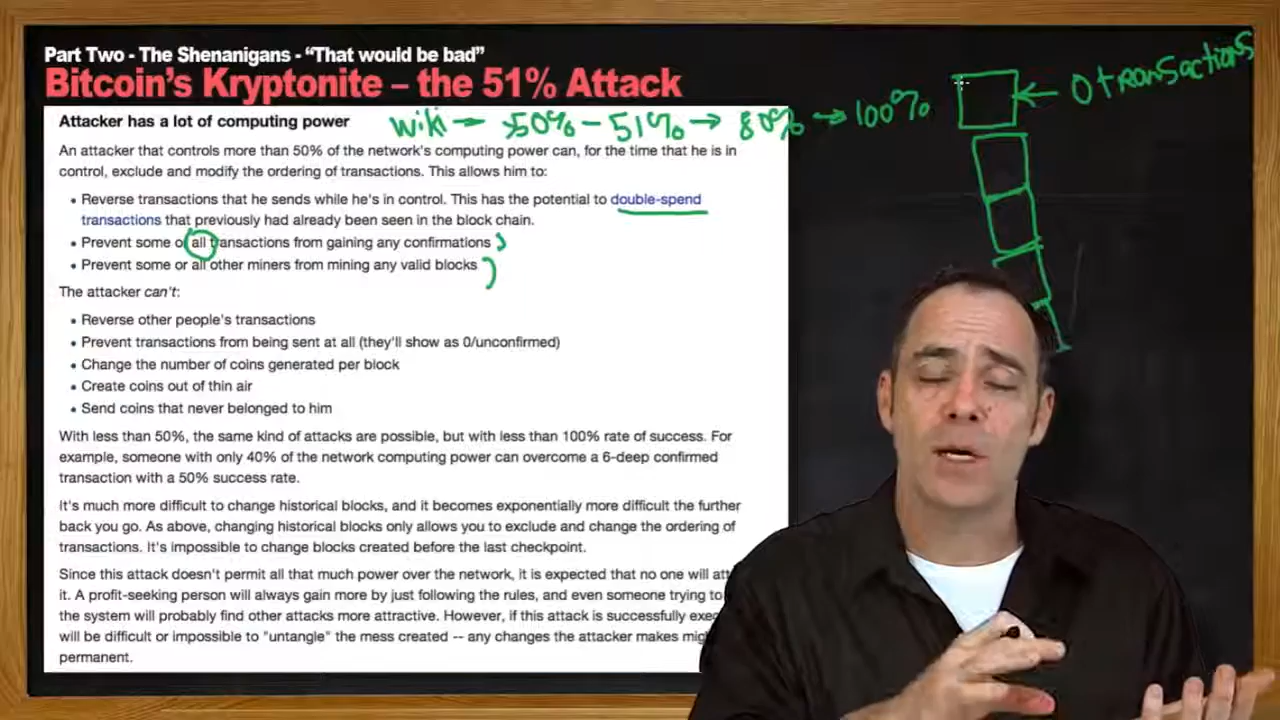 Part Two - The Shenanigans - “That would be bad”
Bitcoin’s Kryptonite – the 51% Attack
Attacker has a lot of computing power
wiki → >50% – 51% → 80% → 100%
0 transactions
An attacker that controls more than 50% of the network's computing power can, for the time that he is in
control, exclude and modify the ordering of transactions. This allows him to:
• Reverse transactions that he sends while he's in control. This has the potential to double-spend
transactions that previously had already been seen in the block chain.
• Prevent some or all transactions from gaining any confirmations
• Prevent some or all other miners from mining any valid blocks
The attacker can't:
• Reverse other people's transactions
• Prevent transactions from being sent at all (they'll show as 0/unconfirmed)
• Change the number of coins generated per block
• Create coins out of thin air
• Send coins that never belonged to him
With less than 50%, the same kind of attacks are possible, but with less than 100% rate of success. For
example, someone with only 40% of the network computing power can overcome a 6-deep confirmed
transaction with a 50% success rate.
It's much more difficult to change historical blocks, and it becomes exponentially more difficult the further
back you go. As above, changing historical blocks only allows you to exclude and change the ordering of
transactions. It's impossible to change blocks created before the last checkpoint.
Since this attack doesn't permit all that much power over the network, it is expected that no one will
it. A profit-seeking person will always gain more by just following the rules, and even someone trying to
the system will probably find other attacks more attractive. However, if this attack is successfully
will be difficult or impossible to "untangle" the mess created -- any changes the attacker makes
permanent.